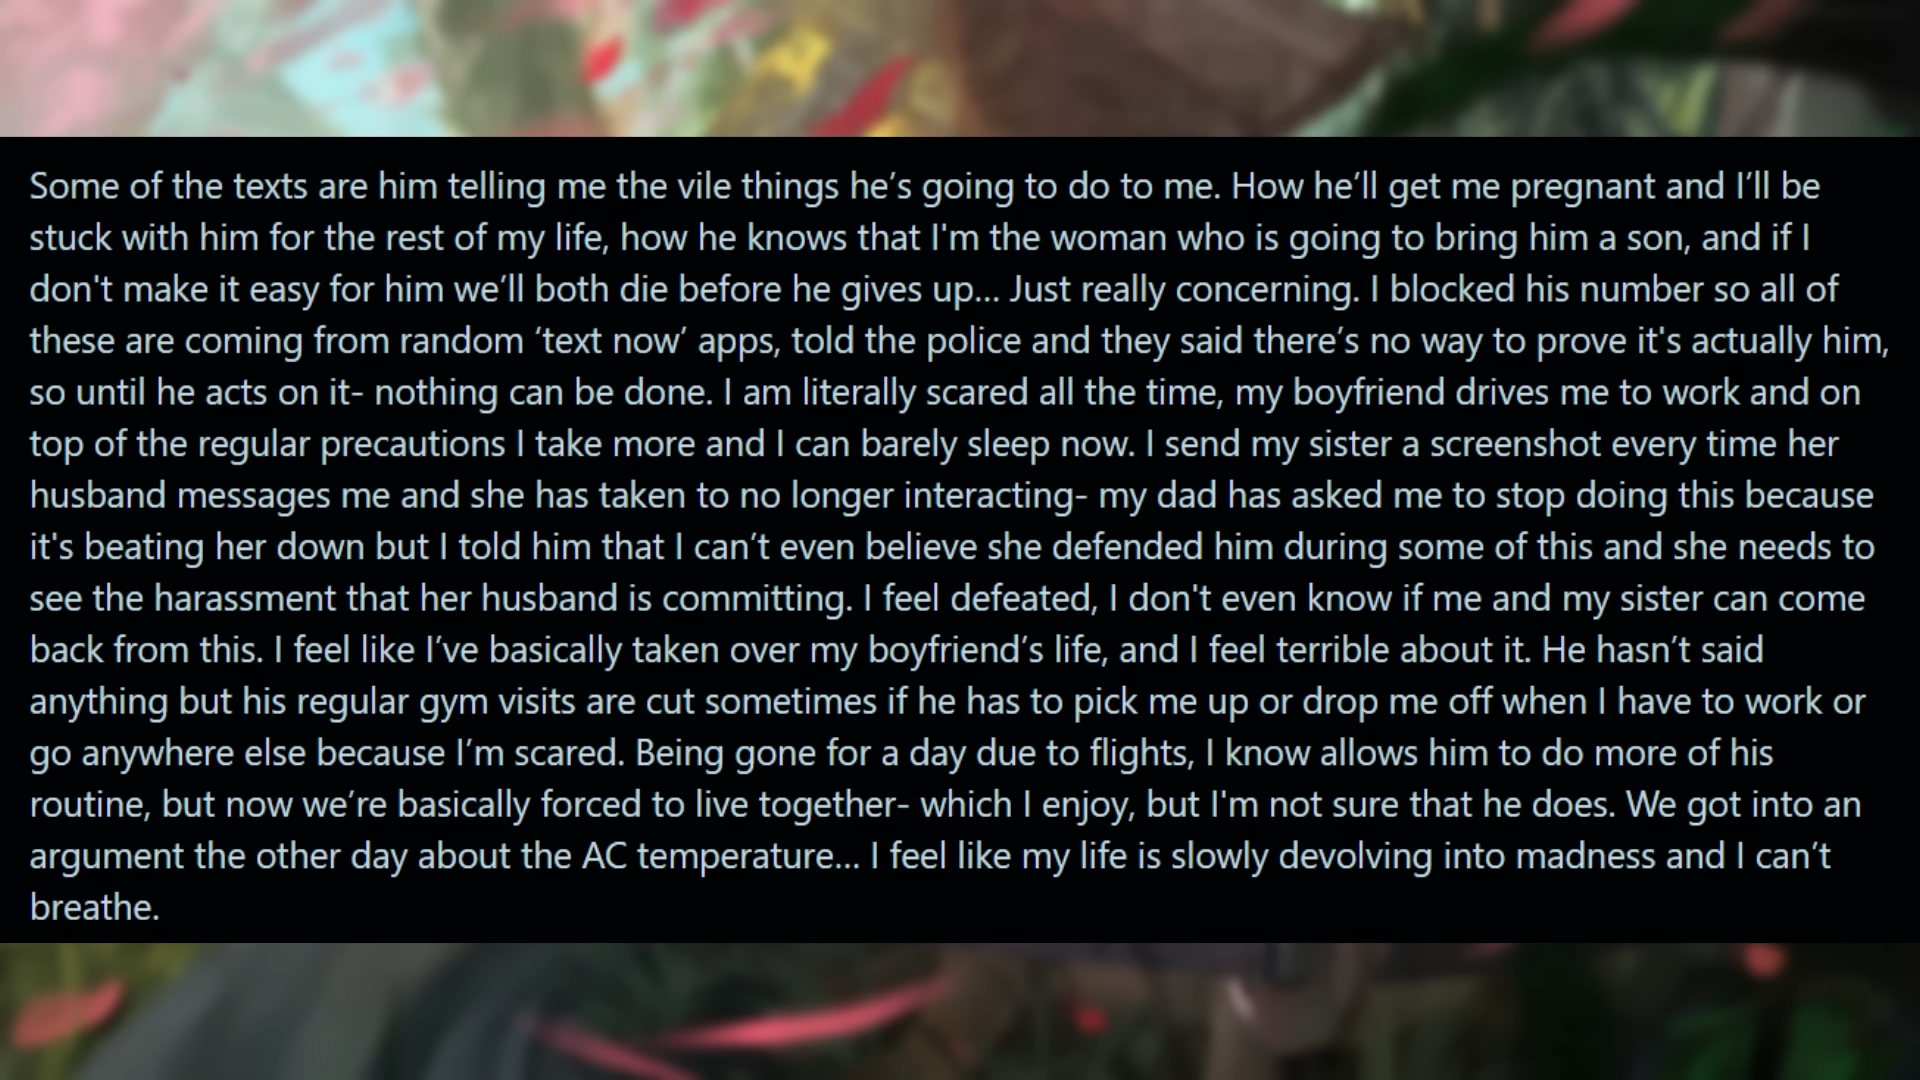 Some of the texts are him telling me the vile things he’s going to do to me. How he’ll get me pregnant and I’ll be
stuck with him for the rest of my life, how he knows that I'm the woman who is going to bring him a son, and if I
don't make it easy for him we’ll both die before he gives up... Just really concerning. I blocked his number so all of
these are coming from random ‘text now’ apps, told the police and they said there’s no way to prove it's actually him,
so until he acts on it- nothing can be done. I am literally scared all the time, my boyfriend drives me to work and on
top of the regular precautions I take more and I can barely sleep now. I send my sister a screenshot every time her
husband messages me and she has taken to no longer interacting- my dad has asked me to stop doing this because
it's beating her down but I told him that I can’t even believe she defended him during some of this and she needs to
see the harassment that her husband is committing. I feel defeated, I don't even know if me and my sister can come
back from this. I feel like I’ve basically taken over my boyfriend’s life, and I feel terrible about it. He hasn’t said
anything but his regular gym visits are cut sometimes if he has to pick me up or drop me off when I have to work or
go anywhere else because I’m scared. Being gone for a day due to flights, I know allows him to do more of his
routine, but now we’re basically forced to live together- which I enjoy, but I'm not sure that he does. We got into an
argument the other day about the AC temperature... I feel like my life is slowly devolving into madness and I can’t
breathe.